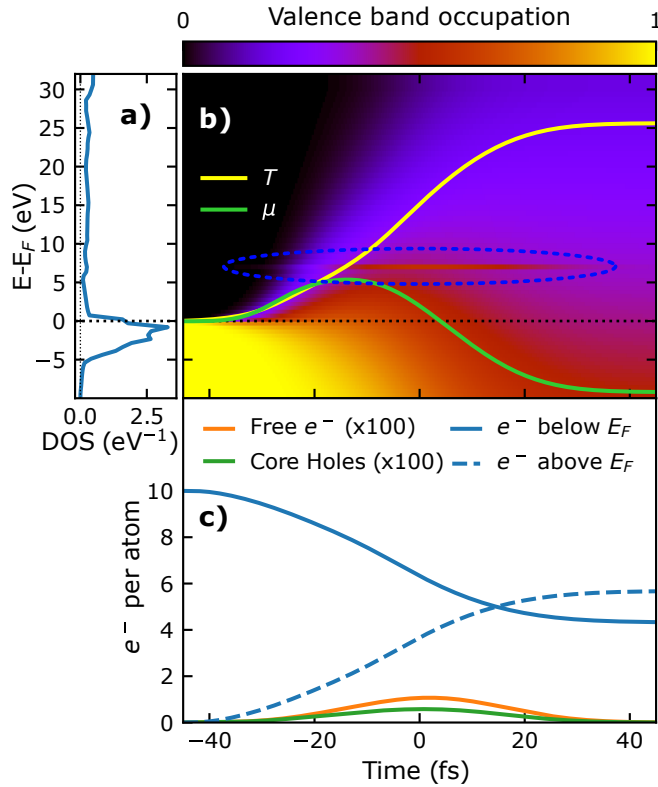 Valence band occupation
0 1
a) b)
T
μ
E-E_F (eV)
30
25
20
15
10
5
0
−5
0.0 2.5
DOS (eV⁻¹)
Free e⁻ (x100)
Core Holes (x100)
e⁻ below E_F
e⁻ above E_F
c)
e⁻ per atom
10
8
6
4
2
0
−40 −20 0 20 40
Time (fs)